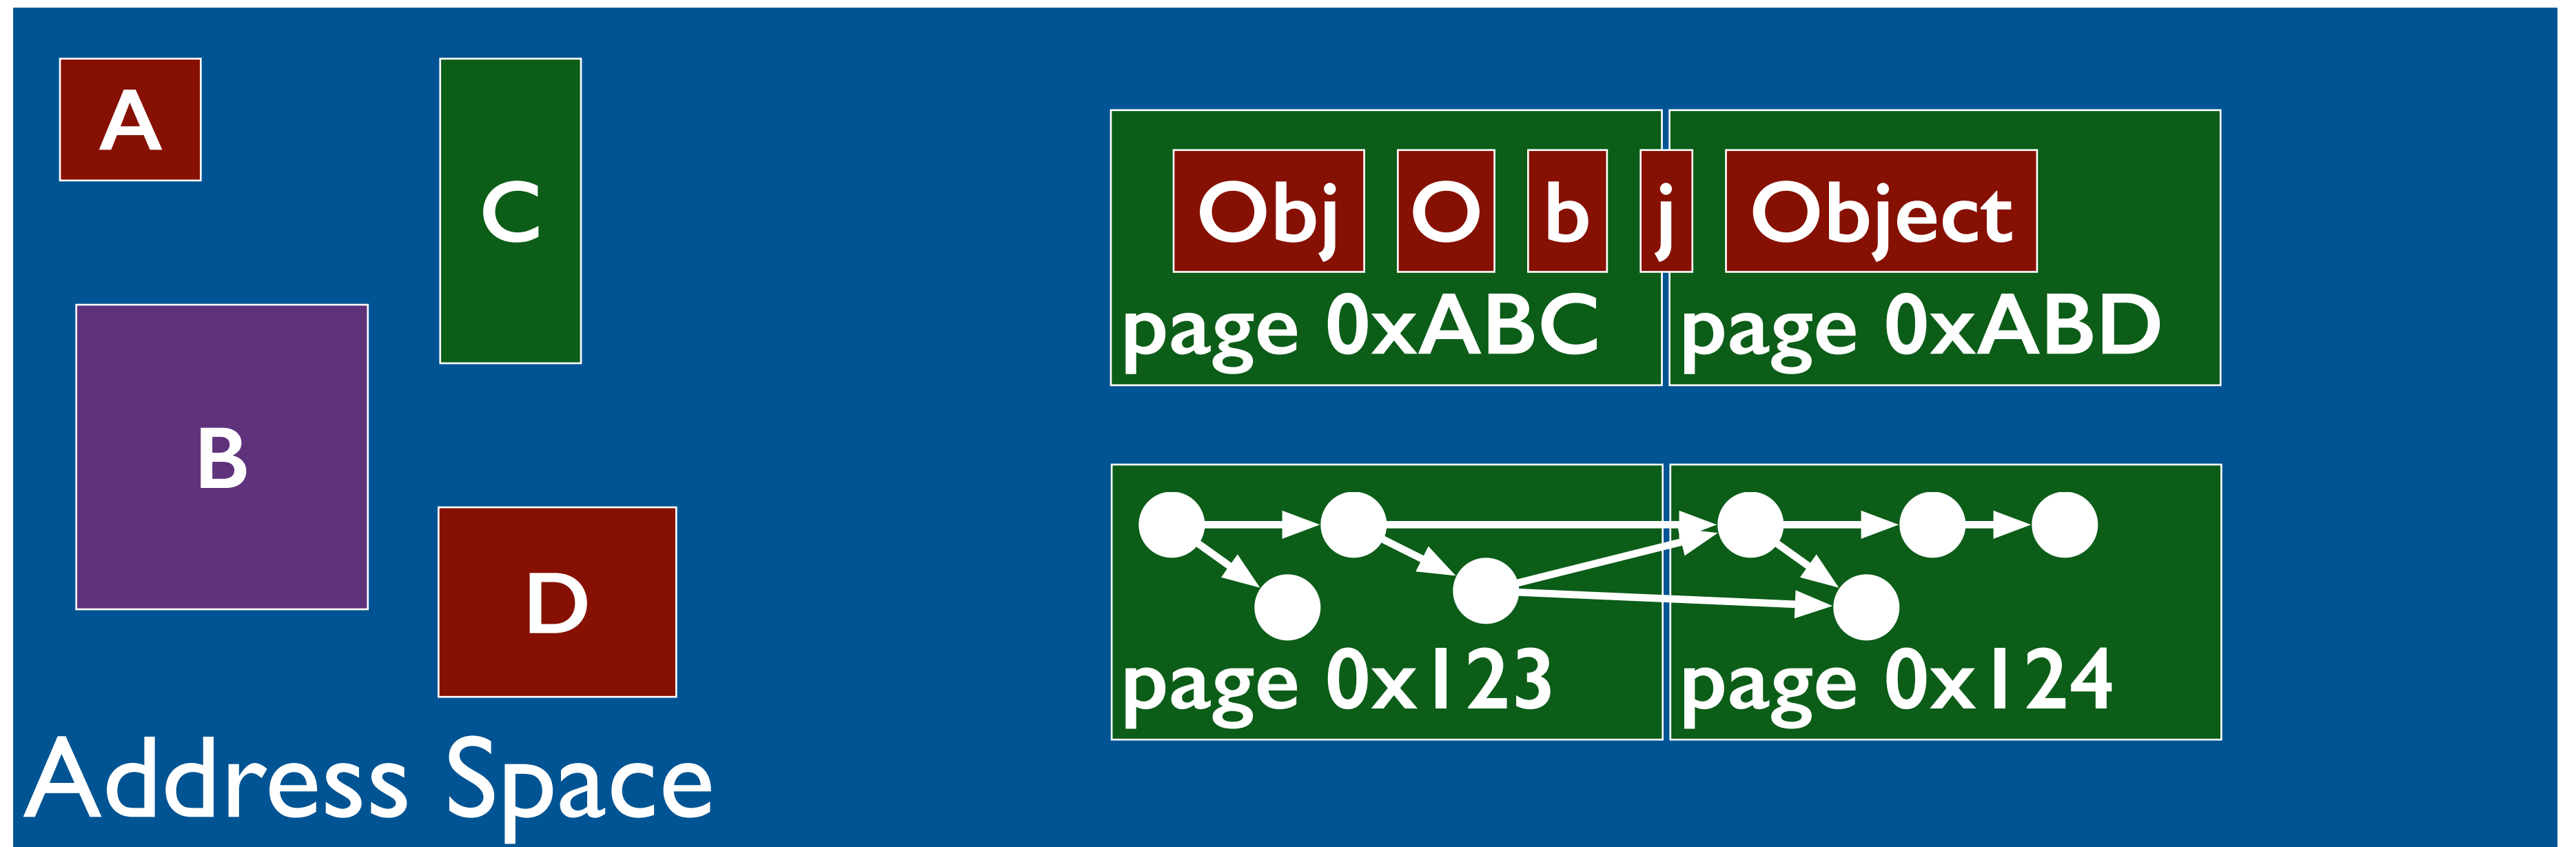 A
C
B
D
Address Space
Obj O b j Object
page 0xABC page 0xABD
page 0x123 page 0x124